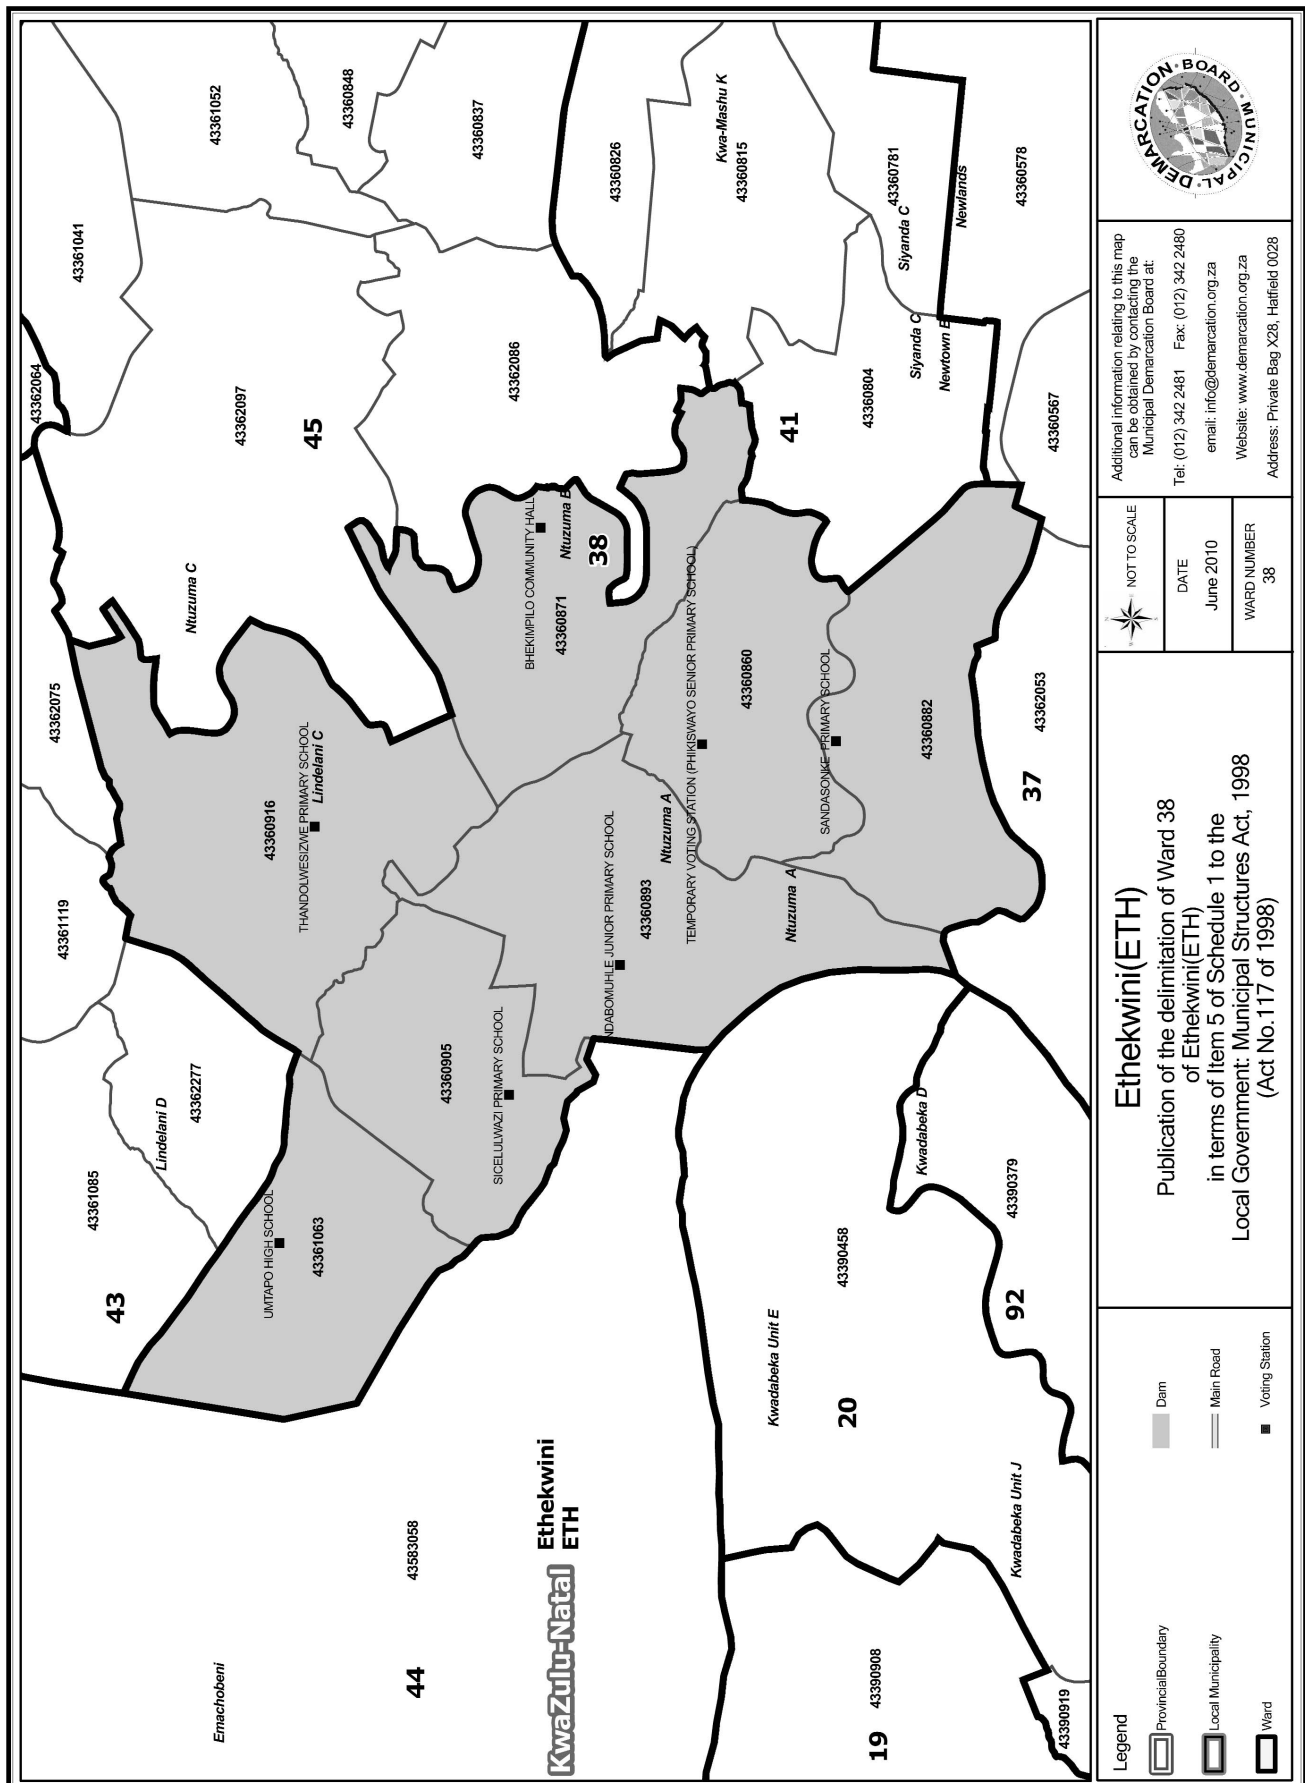 43361052
43360848
43360837
43361041
43362064
43362097
45
43362086
43360826
Kwa-Mashu K
43360815
43360781
Siyanda C
Newlands
43360578
Siyanda C
Newtown B
43360804
41
43360567
Ntuzuma C
43362075
BHEKIMPILO COMMUNITY HALL
Ntuzuma B
38
43360871
43360916
THANDOLWESIZWE PRIMARY SCHOOL
Lindelani C
TEMPORARY VOTING STATION (PHIKISWAYO SENIOR PRIMARY SCHOOL)
43360860
SANDASONKE PRIMARY SCHOOL
43360882
43362053
37
Ntuzuma A
Ntuzuma A
NDABOMUHLE JUNIOR PRIMARY SCHOOL
43360893
43361119
43362277
Lindelani D
43361085
43
43360905
SICELULWAZI PRIMARY SCHOOL
UMTAPO HIGH SCHOOL
43361063
Kwadabeka D
43390379
43390458
92
Kwadabeka Unit E
20
Kwadabeka Unit J
43583058
Ethekwini
ETH
KwaZulu-Natal
Emachobeni
44
43390908
19
43390919
Legend
ProvincialBoundary
Local Municipality
Ward
Dam
Main Road
Voting Station
Ethekwini(ETH)
Publication of the delimitation of Ward 38
of Ethekwini(ETH)
in terms of Item 5 of Schedule 1 to the
Local Government: Municipal Structures Act, 1998
(Act No.117 of 1998)
NOT TO SCALE
DATE
June 2010
WARD NUMBER
38
Additional information relating to this map
can be obtained by contacting the
Municipal Demarcation Board at:
Tel: (012) 342 2481 Fax: (012) 342 2480
email: info@demarcation.org.za
Website: www.demarcation.org.za
Address: Private Bag X28, Hatfield 0028
MUNICIPAL DEMARCATION BOARD